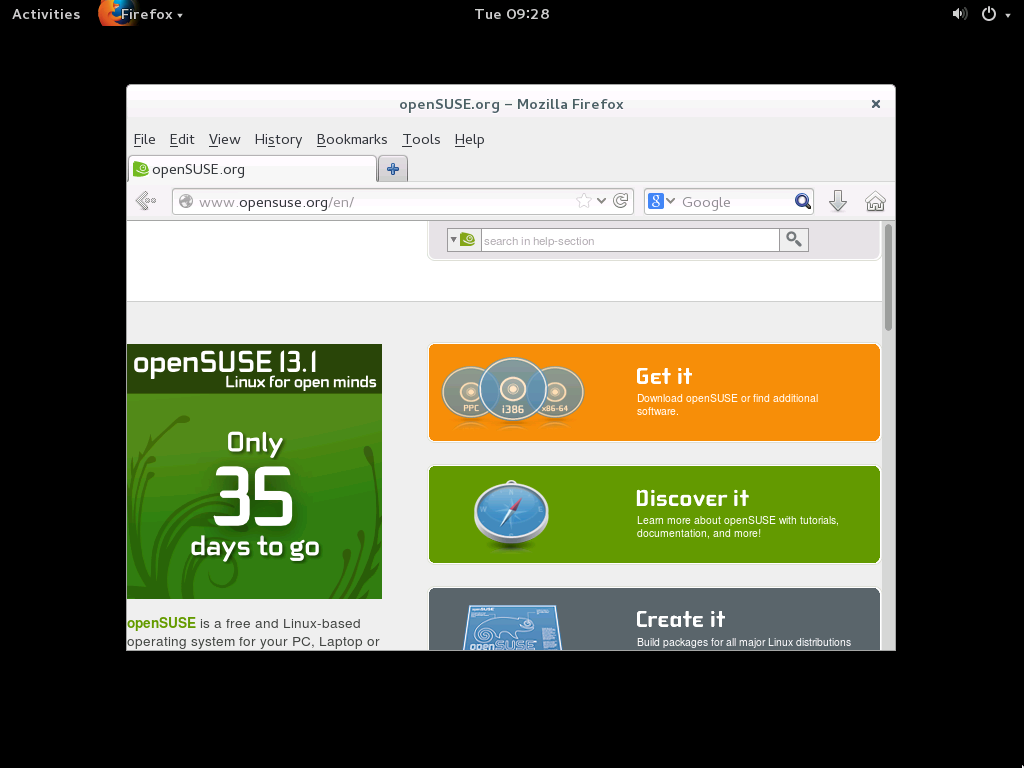 Activities Firefox Tue 09:28
openSUSE.org – Mozilla Firefox
File Edit View History Bookmarks Tools Help
openSUSE.org
www.opensuse.org/en/ 8 Google
search in help-section
openSUSE 13.1
Linux for open minds
Only
35
days to go
openSUSE is a free and Linux-based
operating system for your PC, Laptop or
PPC i386 x86-64
Get it
Download openSUSE or find additional
software.
Discover it
Learn more about openSUSE with tutorials,
documentation, and more!
openSUSE
Create it
Build packages for all major Linux distributions